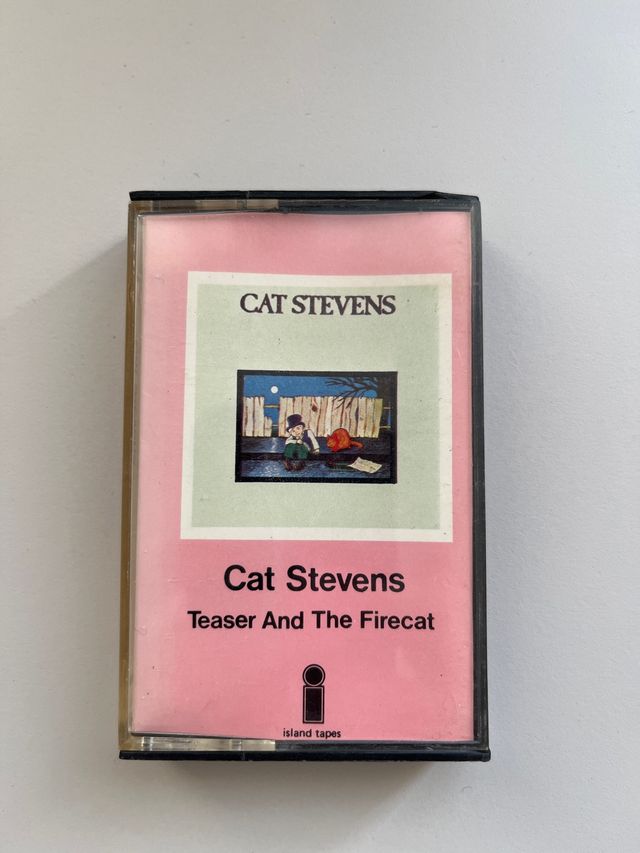 CAT STEVENS
Cat Stevens
Teaser And The Firecat
i
island tapes